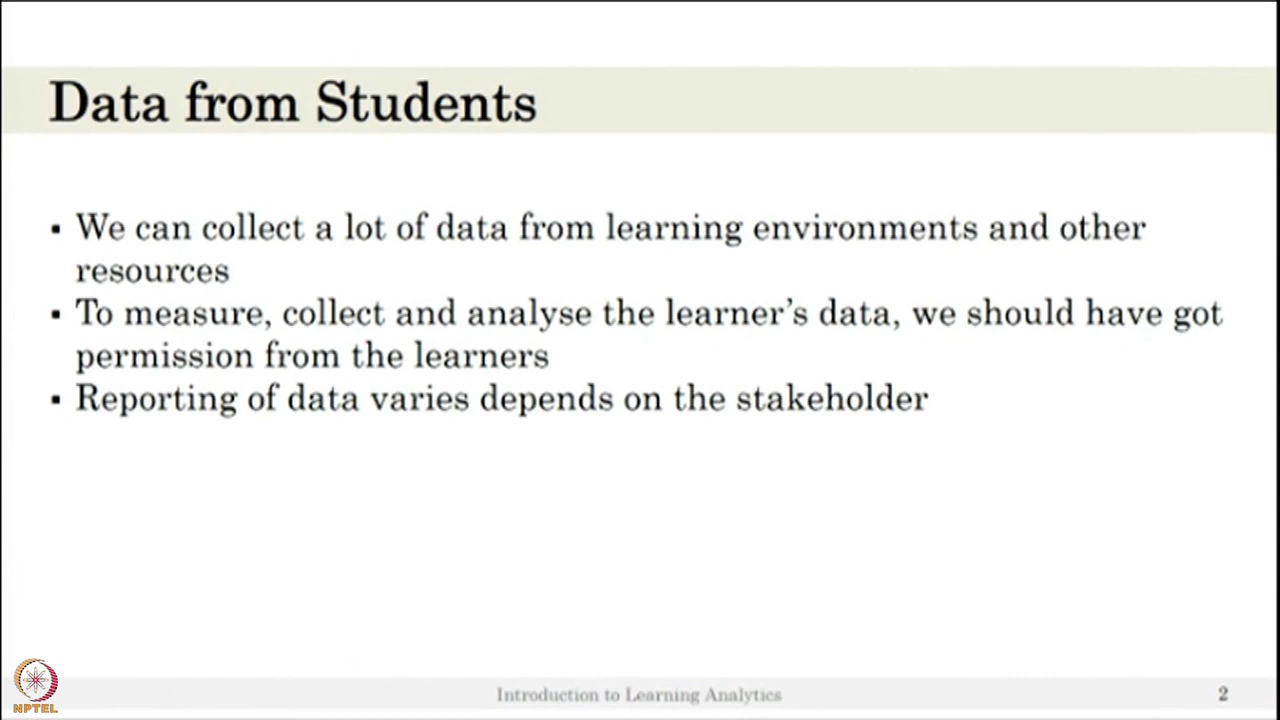 Data from Students
▪ We can collect a lot of data from learning environments and other
resources
▪ To measure, collect and analyse the learner's data, we should have got
permission from the learners
▪ Reporting of data varies depends on the stakeholder
NPTEL
Introduction to Learning Analytics
2